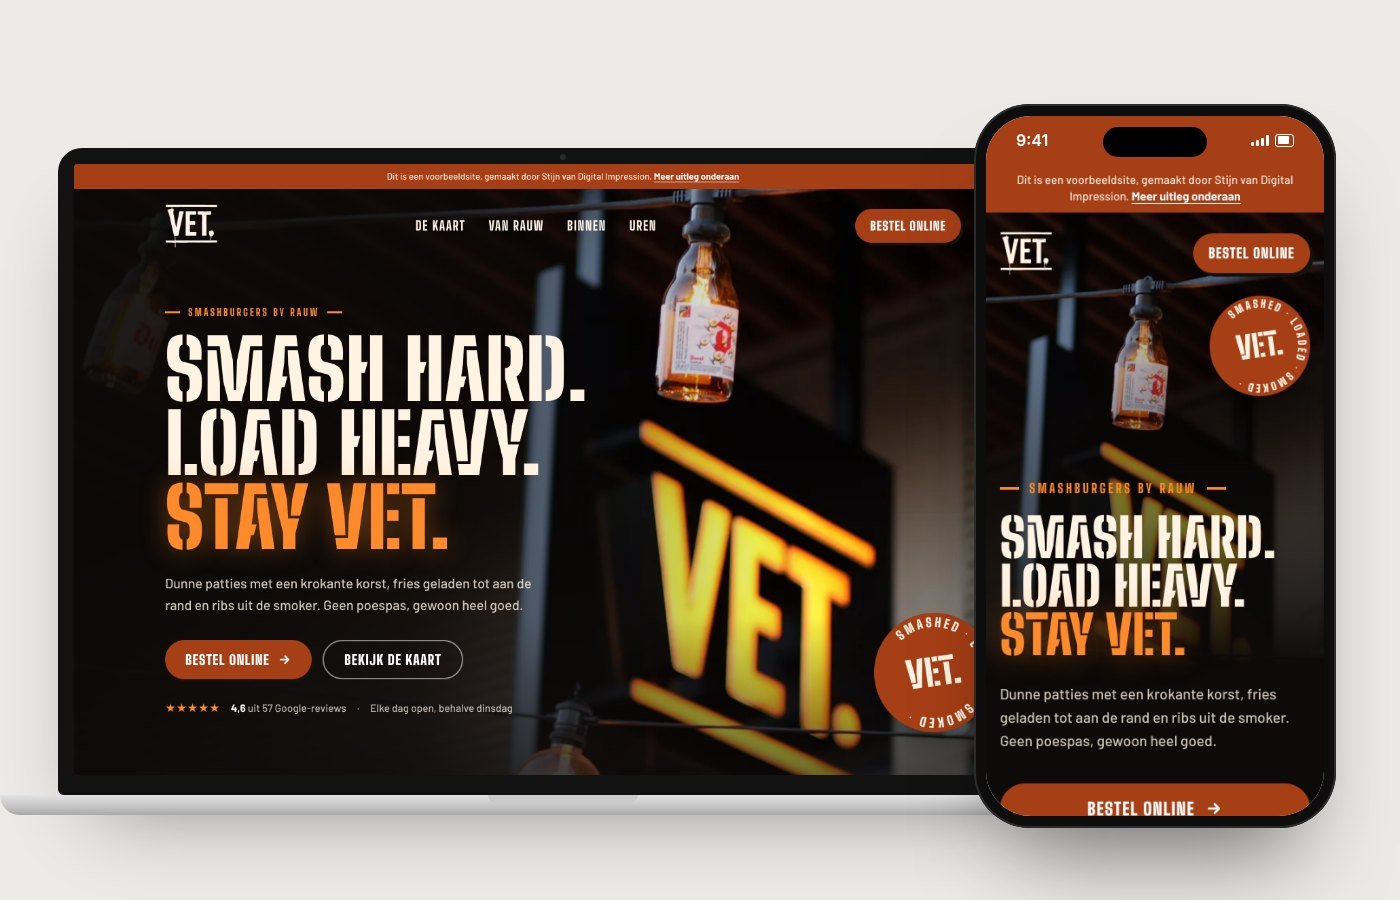 Dit is een voorbeeldsite, gemaakt door Stijn van Digital Impression. Meer uitleg onderaan
VET.
DE KAART VAN RAUW BINNEN UREN
BESTEL ONLINE
SMASHBURGERS BY RAUW
SMASH HARD.
LOAD HEAVY.
STAY VET.
Dunne patties met een krokante korst, fries geladen tot aan de
rand en ribs uit de smoker. Geen poespas, gewoon heel goed.
BESTEL ONLINE → BEKIJK DE KAART
★★★★★ 4,6 uit 57 Google-reviews · Elke dag open, behalve dinsdag
VET.
SMASHED ·
VET.
SMOKED ·
9:41
Dit is een voorbeeldsite, gemaakt door Stijn van Digital
Impression. Meer uitleg onderaan
VET.
BESTEL ONLINE
SMASHED · LOADED · SMOKED ·
VET.
SMASHBURGERS BY RAUW
SMASH HARD.
LOAD HEAVY.
STAY VET.
Dunne patties met een krokante korst, fries
geladen tot aan de rand en ribs uit de smoker.
Geen poespas, gewoon heel goed.
BESTEL ONLINE →